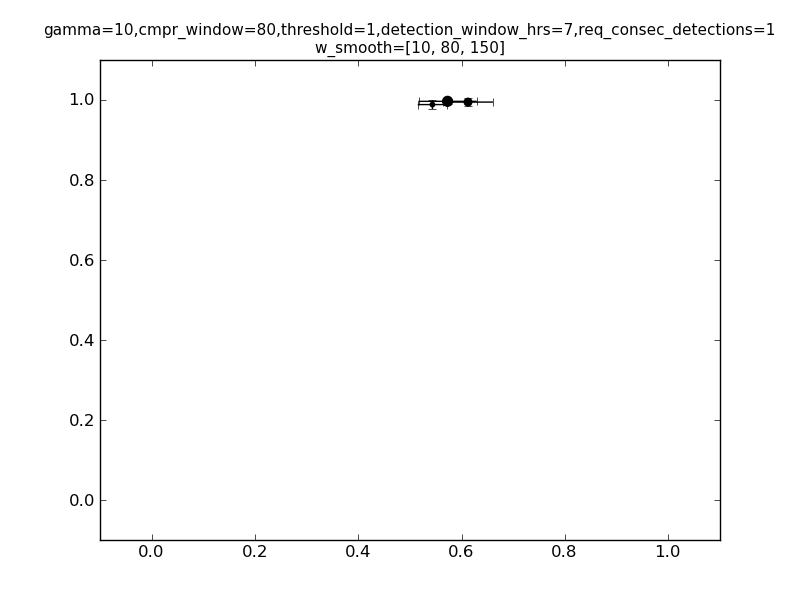 gamma=10,cmpr_window=80,threshold=1,detection_window_hrs=7,req_consec_detections=1
w_smooth=[10, 80, 150]
1.0
0.8
0.6
0.4
0.2
0.0
0.0 0.2 0.4 0.6 0.8 1.0